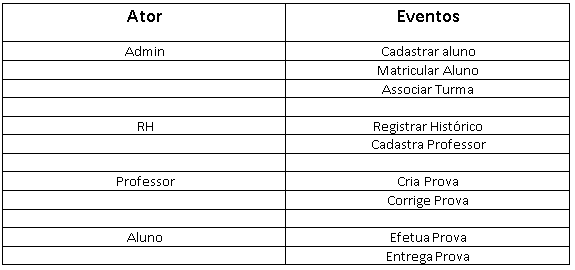 Ator Eventos
Admin Cadastrar aluno
Matricular Aluno
Associar Turma
RH Registrar Histórico
Cadastra Professor
Professor Cria Prova
Corrige Prova
Aluno Efetua Prova
Entrega Prova